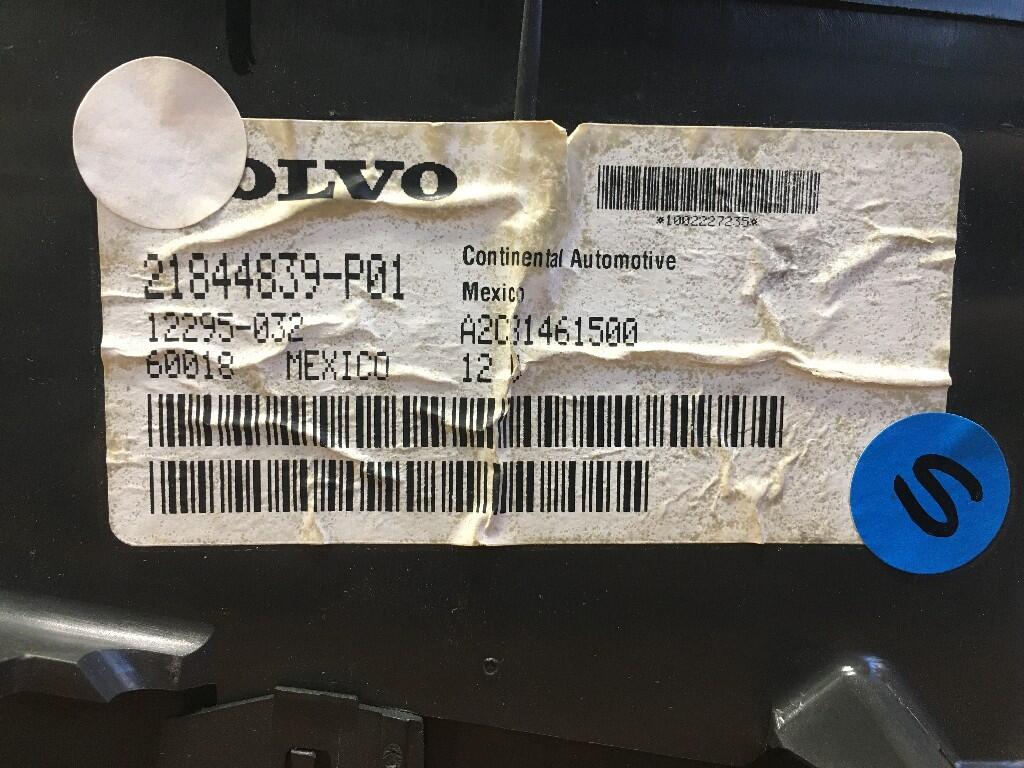 OLVO
*1002227235*
21844839-P01
Continental Automotive
Mexico
12295-032
A2C31461500
60018 MEXICO
12
S